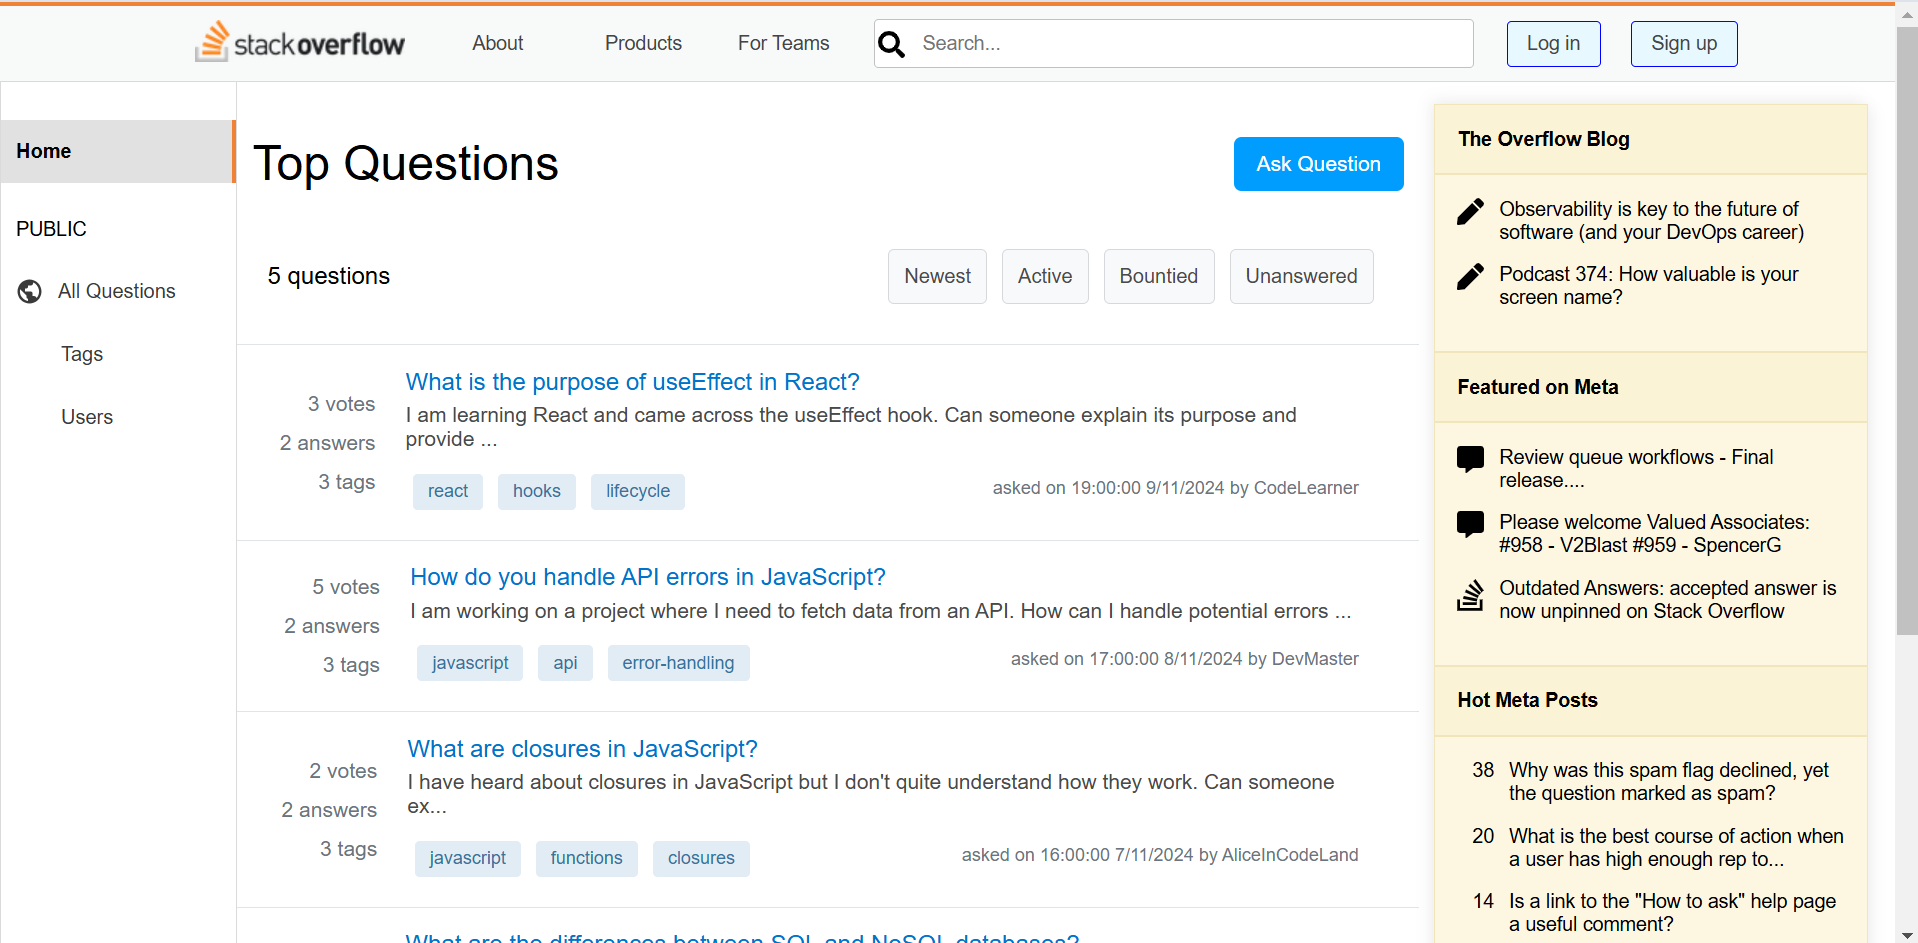 stackoverflow
About
Products
For Teams
Search...
Log in
Sign up
Home
PUBLIC
All Questions
Tags
Users
Top Questions
Ask Question
5 questions
Newest
Active
Bountied
Unanswered
3 votes
2 answers
3 tags
What is the purpose of useEffect in React?
I am learning React and came across the useEffect hook. Can someone explain its purpose and
provide ...
react
hooks
lifecycle
asked on 19:00:00 9/11/2024 by CodeLearner
5 votes
2 answers
3 tags
How do you handle API errors in JavaScript?
I am working on a project where I need to fetch data from an API. How can I handle potential errors ...
javascript
api
error-handling
asked on 17:00:00 8/11/2024 by DevMaster
2 votes
2 answers
3 tags
What are closures in JavaScript?
I have heard about closures in JavaScript but I don't quite understand how they work. Can someone
ex...
javascript
functions
closures
asked on 16:00:00 7/11/2024 by AliceInCodeLand
What are the differences between SQL and NoSQL databases?
The Overflow Blog
Observability is key to the future of
software (and your DevOps career)
Podcast 374: How valuable is your
screen name?
Featured on Meta
Review queue workflows - Final
release....
Please welcome Valued Associates:
#958 - V2Blast #959 - SpencerG
Outdated Answers: accepted answer is
now unpinned on Stack Overflow
Hot Meta Posts
38 Why was this spam flag declined, yet
the question marked as spam?
20 What is the best course of action when
a user has high enough rep to...
14 Is a link to the "How to ask" help page
a useful comment?